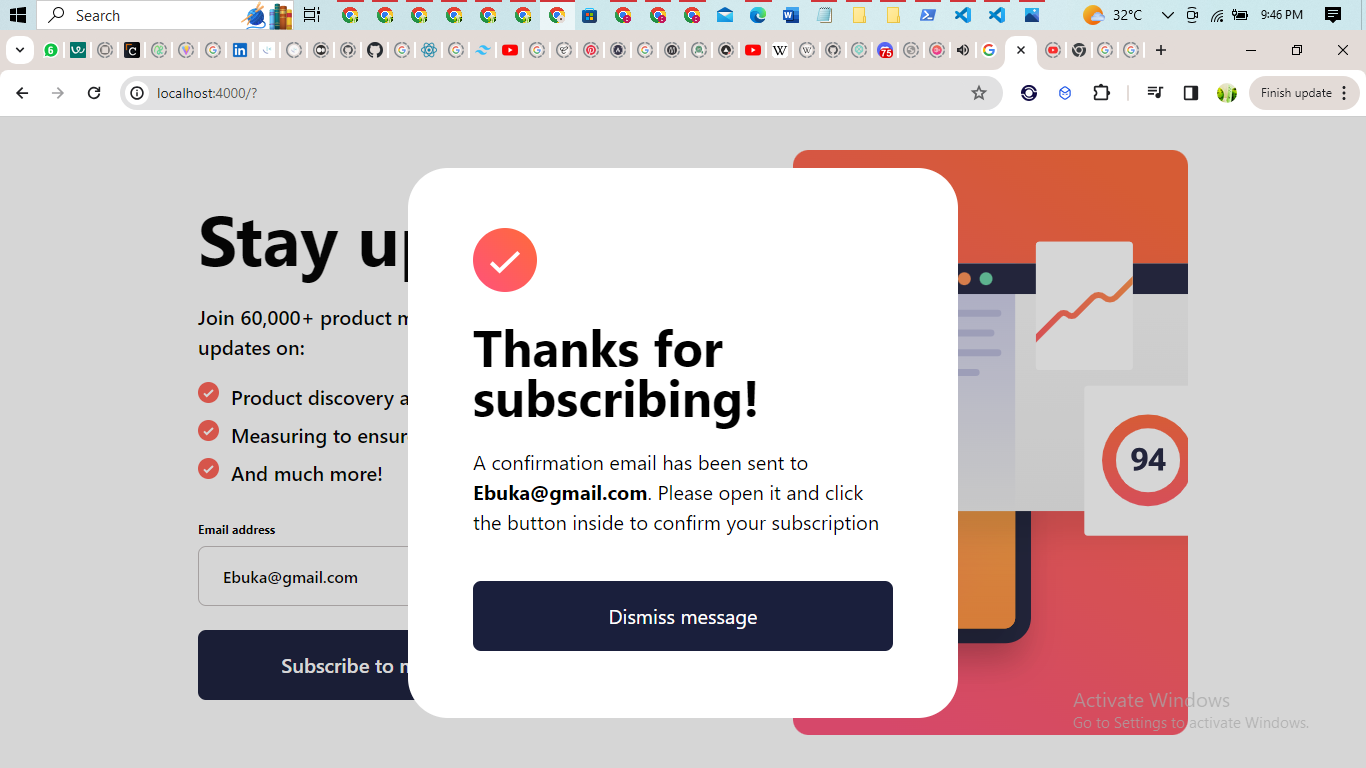 Search
32°C
9:46 PM
6
75
localhost:4000/?
Finish update
Stay up
Join 60,000+ product m
updates on:
Product discovery a
Measuring to ensur
And much more!
Email address
Ebuka@gmail.com
Subscribe to m
Thanks for
subscribing!
A confirmation email has been sent to
Ebuka@gmail.com. Please open it and click
the button inside to confirm your subscription
Dismiss message
94
Activate Windows
Go to Settings to activate Windows.